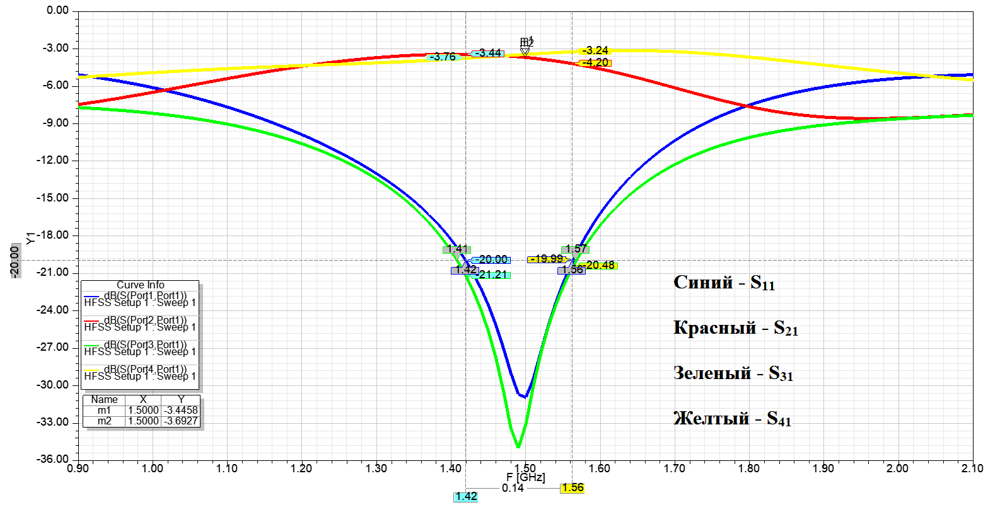 0.00
-3.00
-6.00
-9.00
-12.00
-15.00
-18.00
-21.00
-24.00
-27.00
-30.00
-33.00
-36.00
Y1
-20.00
m1
m2
-3.76
-3.44
-3.24
-4.20
1.41
-20.00
1.42
-21.21
1.57
-19.99
-20.48
1.56
Curve Info
dB(S(Port1,Port1))
HFSS Setup 1 : Sweep 1
dB(S(Port2,Port1))
HFSS Setup 1 : Sweep 1
dB(S(Port3,Port1))
HFSS Setup 1 : Sweep 1
dB(S(Port4,Port1))
HFSS Setup 1 : Sweep 1
Name X Y
m1 1.5000 -3.4458
m2 1.5000 -3.6927
Синий - S₁₁
Красный - S₂₁
Зеленый - S₃₁
Желтый - S₄₁
0.90 1.00 1.10 1.20 1.30 1.40 1.50 1.60 1.70 1.80 1.90 2.00 2.10
F [GHz]
0.14
1.42
1.56